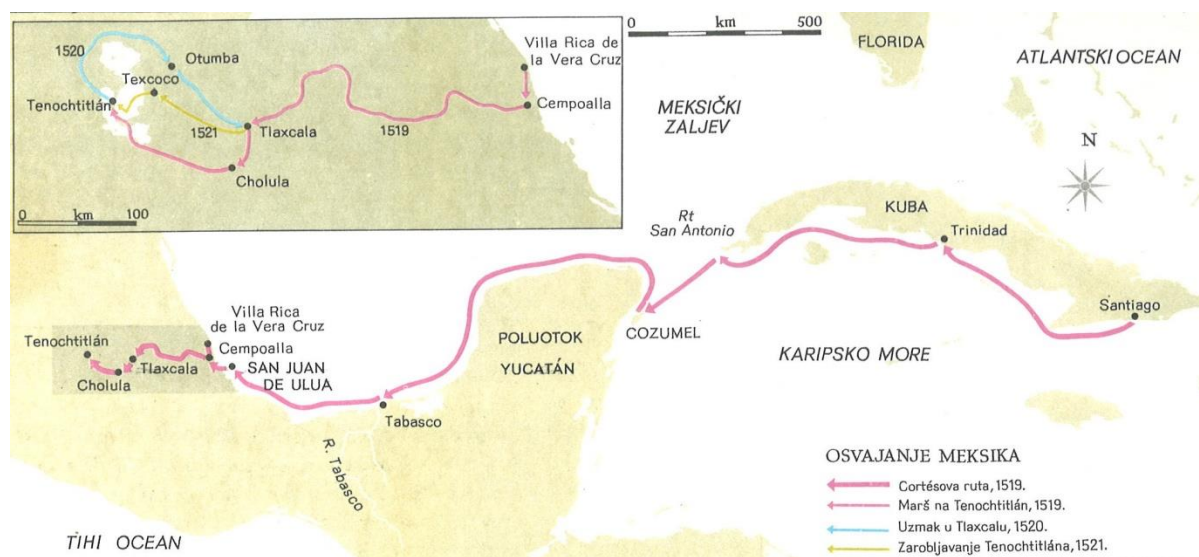 1520
Otumba
Texcoco
Tenochtitlán
1521
Tlaxcala
1519
Cholula
Villa Rica
de la Vera Cruz
Cempoalla
0 km 100
0 km 500
FLORIDA
ATLANTSKI OCEAN
MEKSIČKI
ZALJEV
N
KUBA
Rt
San Antonio
Trinidad
Santiago
COZUMEL
KARIPSKO MORE
POLUOTOK
YUCATÁN
Villa Rica
de la Vera Cruz
Tenochtitlán
Cempoalla
Tlaxcala
SAN JUAN
DE ULUA
Cholula
Tabasco
R. Tabasco
TIHI OCEAN
OSVAJANJE MEKSIKA
Cortésova ruta, 1519.
Marš na Tenochtitlán, 1519.
Uzmak u Tlaxcalu, 1520.
Zarobljavanje Tenochtitlána, 1521.